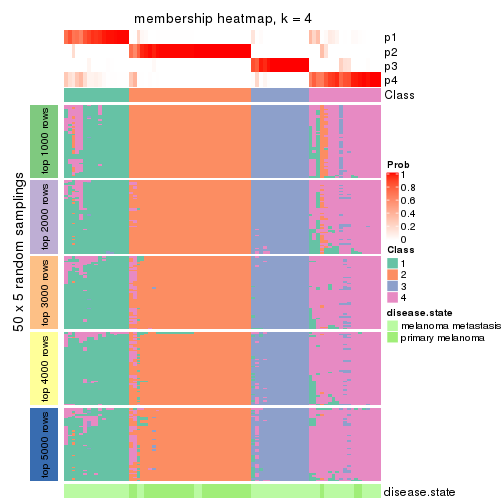 membership heatmap, k = 4
p1
p2
p3
p4
Class
50 x 5 random samplings
top 1000 rows
top 2000 rows
top 3000 rows
top 4000 rows
top 5000 rows
Prob
1
0.8
0.6
0.4
0.2
0
Class
1
2
3
4
disease.state
melanoma metastasis
primary melanoma
disease.state